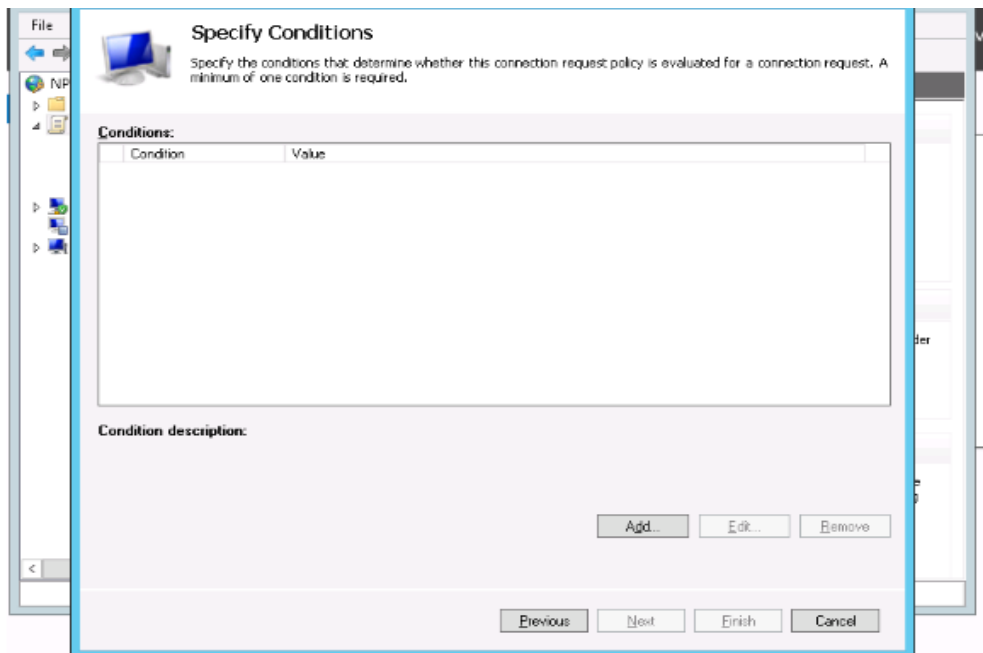 File
Specify Conditions
Specify the conditions that determine whether this connection request policy is evaluated for a connection request. A
minimum of one condition is required.
NP
Conditions:
Condition Value
der
Condition description:
Add... Edit... Remove
<
Previous Next Finish Cancel